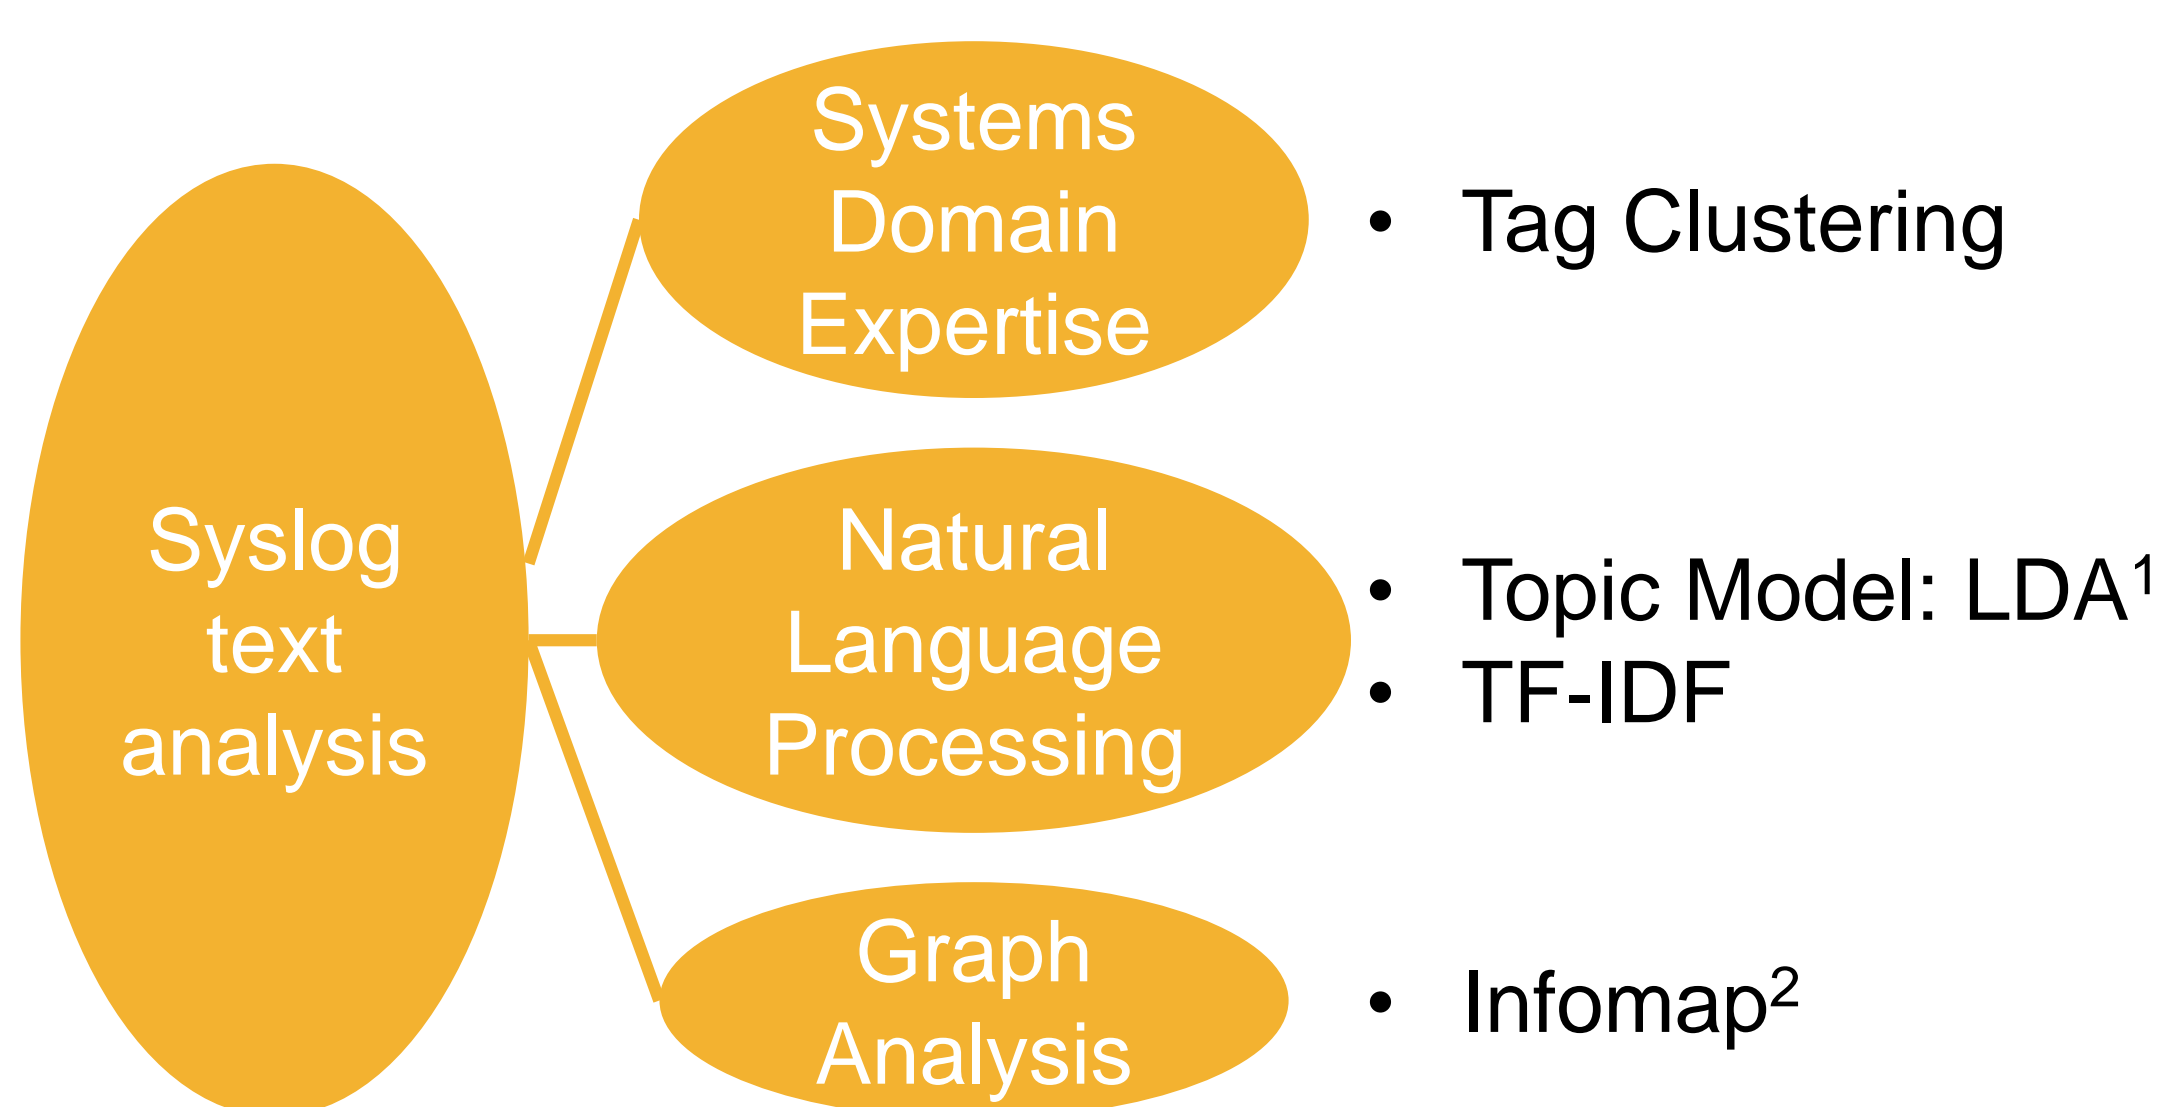 Syslog
text
analysis
Systems
Domain
Expertise
• Tag Clustering
Natural
Language
Processing
• Topic Model: LDA¹
• TF-IDF
Graph
Analysis
• Infomap²